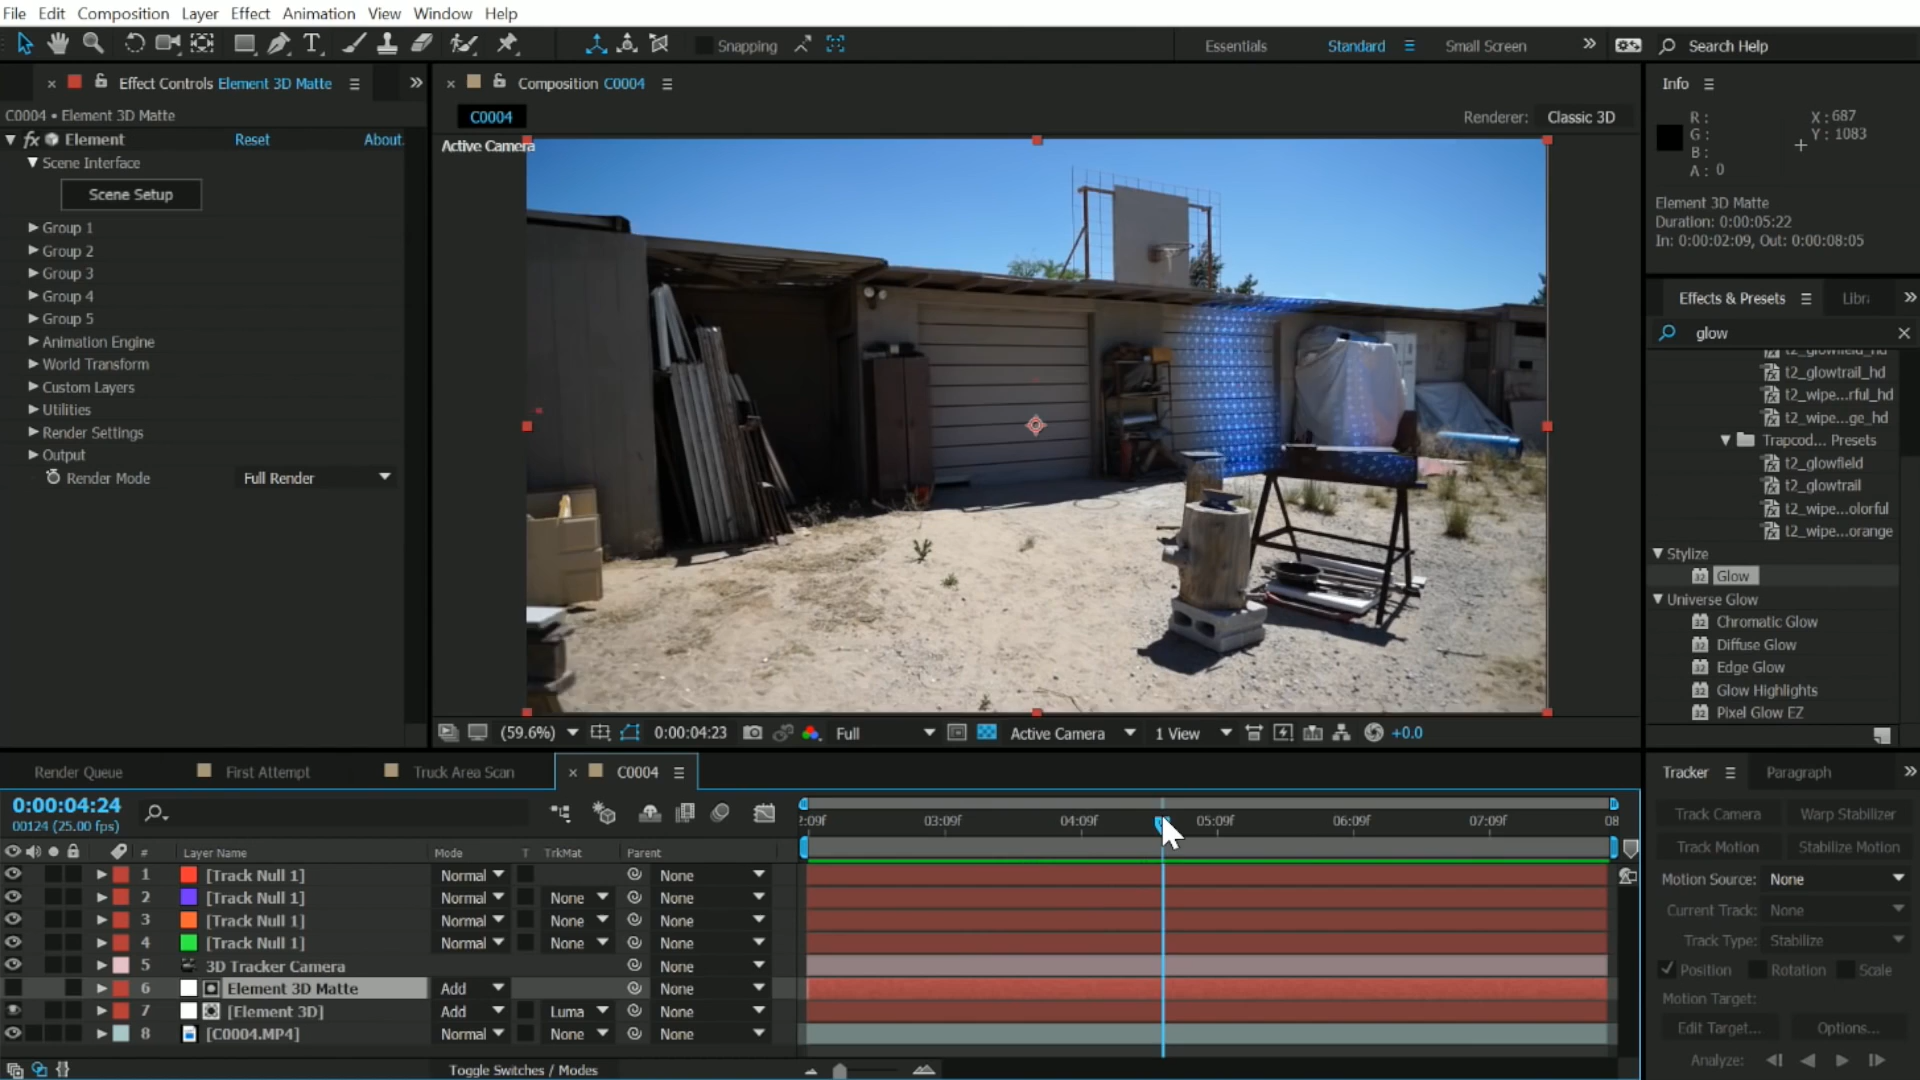 File Edit Composition Layer Effect Animation View Window Help
Snapping Essentials Standard Small Screen Search Help
Effect Controls Element 3D Matte
C0004 • Element 3D Matte
fx Element Reset About.
Scene Interface
Scene Setup
Group 1
Group 2
Group 3
Group 4
Group 5
Animation Engine
World Transform
Custom Layers
Utilities
Render Settings
Output
Render Mode Full Render
Composition C0004
C0004 Renderer: Classic 3D
Active Camera
(59.6%) 0:00:04:23 Full Active Camera 1 View +0.0
Info
R: X: 687
G: Y: 1083
B:
A: 0
Element 3D Matte
Duration: 0:00:05:22
In: 0:00:02:09, Out: 0:00:08:05
Effects & Presets Libr
glow
t2_glowfield_hd
t2_glowtrail_hd
t2_wipe...rful_hd
t2_wipe...ge_hd
Trapcod... Presets
t2_glowfield
t2_glowtrail
t2_wipe...olorful
t2_wipe...orange
Stylize
32 Glow
Universe Glow
32 Chromatic Glow
32 Diffuse Glow
32 Edge Glow
32 Glow Highlights
32 Pixel Glow EZ
Render Queue First Attempt Truck Area Scan C0004
0:00:04:24
00124 (25.00 fps)
2:09f 03:09f 04:09f 05:09f 06:09f 07:09f 08
# Layer Name Mode T TrkMat Parent
1 [Track Null 1] Normal None
2 [Track Null 1] Normal None None
3 [Track Null 1] Normal None None
4 [Track Null 1] Normal None None
5 3D Tracker Camera None
6 Element 3D Matte Add None
7 [Element 3D] Add Luma None
8 [C0004.MP4] Normal None None
Toggle Switches / Modes
Tracker Paragraph
Track Camera Warp Stabilizer
Track Motion Stabilize Motion
Motion Source: None
Current Track: None
Track Type: Stabilize
Position Rotation Scale
Motion Target:
Edit Target... Options...
Analyze: